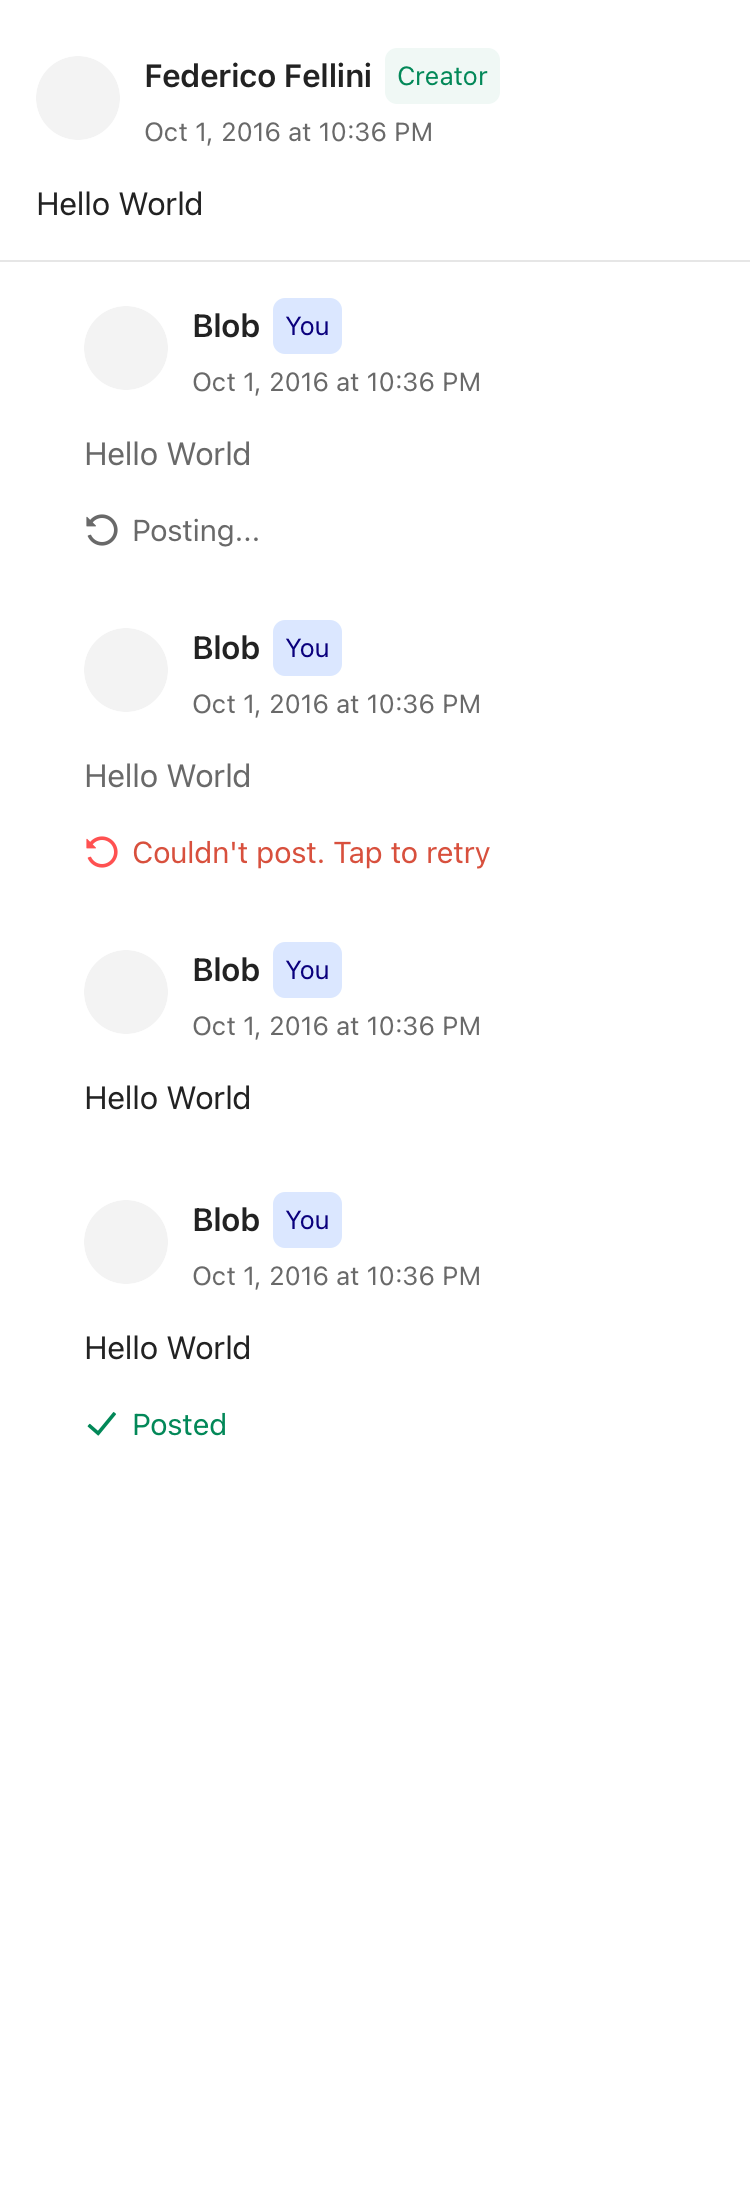 Federico Fellini Creator
Oct 1, 2016 at 10:36 PM
Hello World
Blob You
Oct 1, 2016 at 10:36 PM
Hello World
Posting...
Blob You
Oct 1, 2016 at 10:36 PM
Hello World
Couldn't post. Tap to retry
Blob You
Oct 1, 2016 at 10:36 PM
Hello World
Blob You
Oct 1, 2016 at 10:36 PM
Hello World
Posted